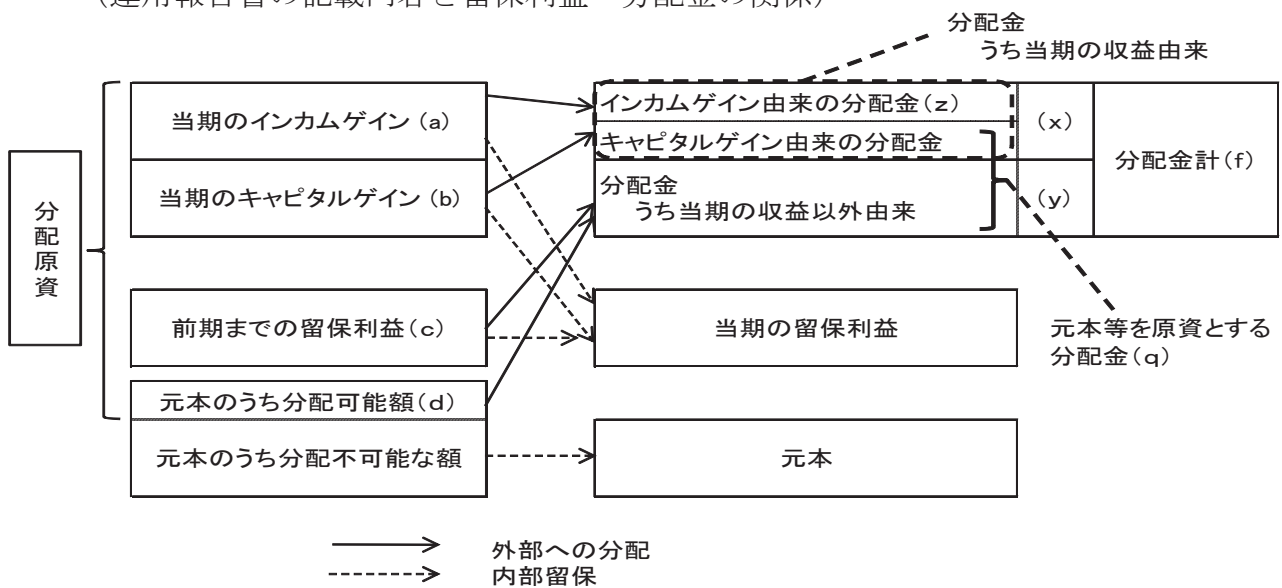 (運用報告書の記載内容と留保利益・分配金の関係)
分配金
うち当期の収益由来
分配原資
当期のインカムゲイン(a)
当期のキャピタルゲイン(b)
前期までの留保利益(c)
元本のうち分配可能額(d)
元本のうち分配不可能な額
インカムゲイン由来の分配金(z)
キャピタルゲイン由来の分配金
分配金
うち当期の収益以外由来
(x)
(y)
分配金計(f)
当期の留保利益
元本
元本等を原資とする
分配金(q)
外部への分配
内部留保